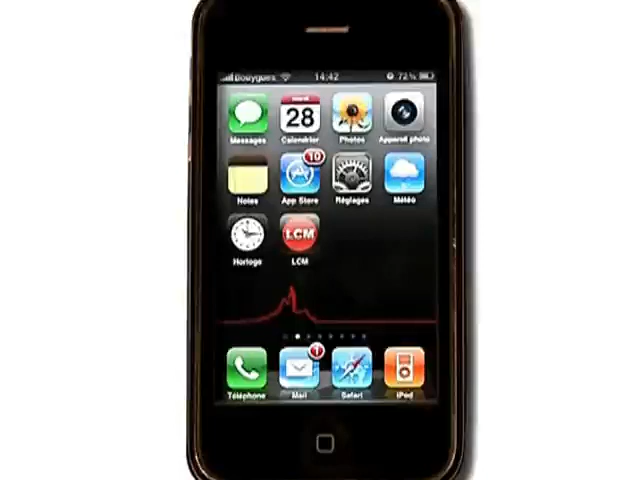 Bouygues 14:42 72%
28
Messages Calendrier Photos Appareil photo
10
Notes App Store Réglages Météo
LCM
Horloge LCM
1
Téléphone Mail Safari iPod